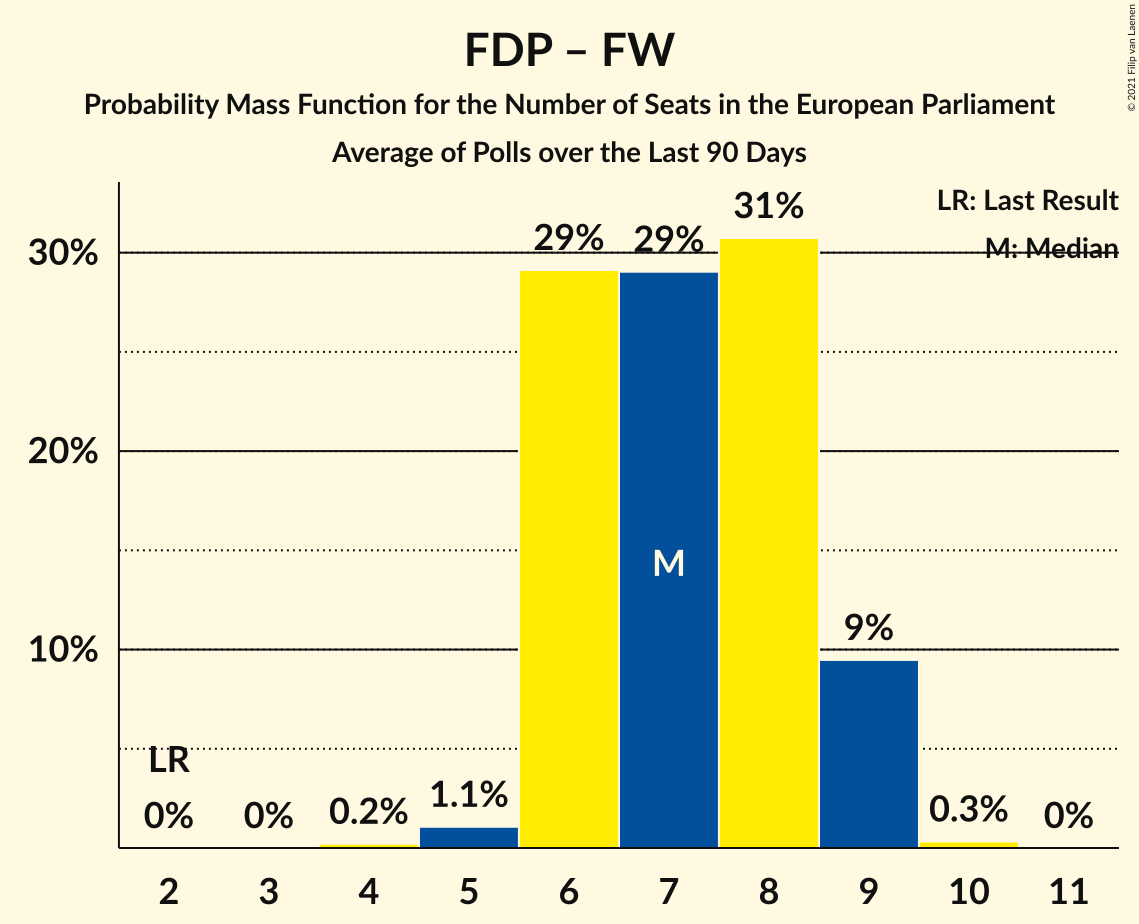 FDP – FW
Probability Mass Function for the Number of Seats in the European Parliament
Average of Polls over the Last 90 Days
© 2021 Filip van Laenen
LR: Last Result
M: Median
30%
20%
10%
LR
0%
0%
0.2%
1.1%
29%
29%
31%
9%
0.3%
0%
M
2 3 4 5 6 7 8 9 10 11